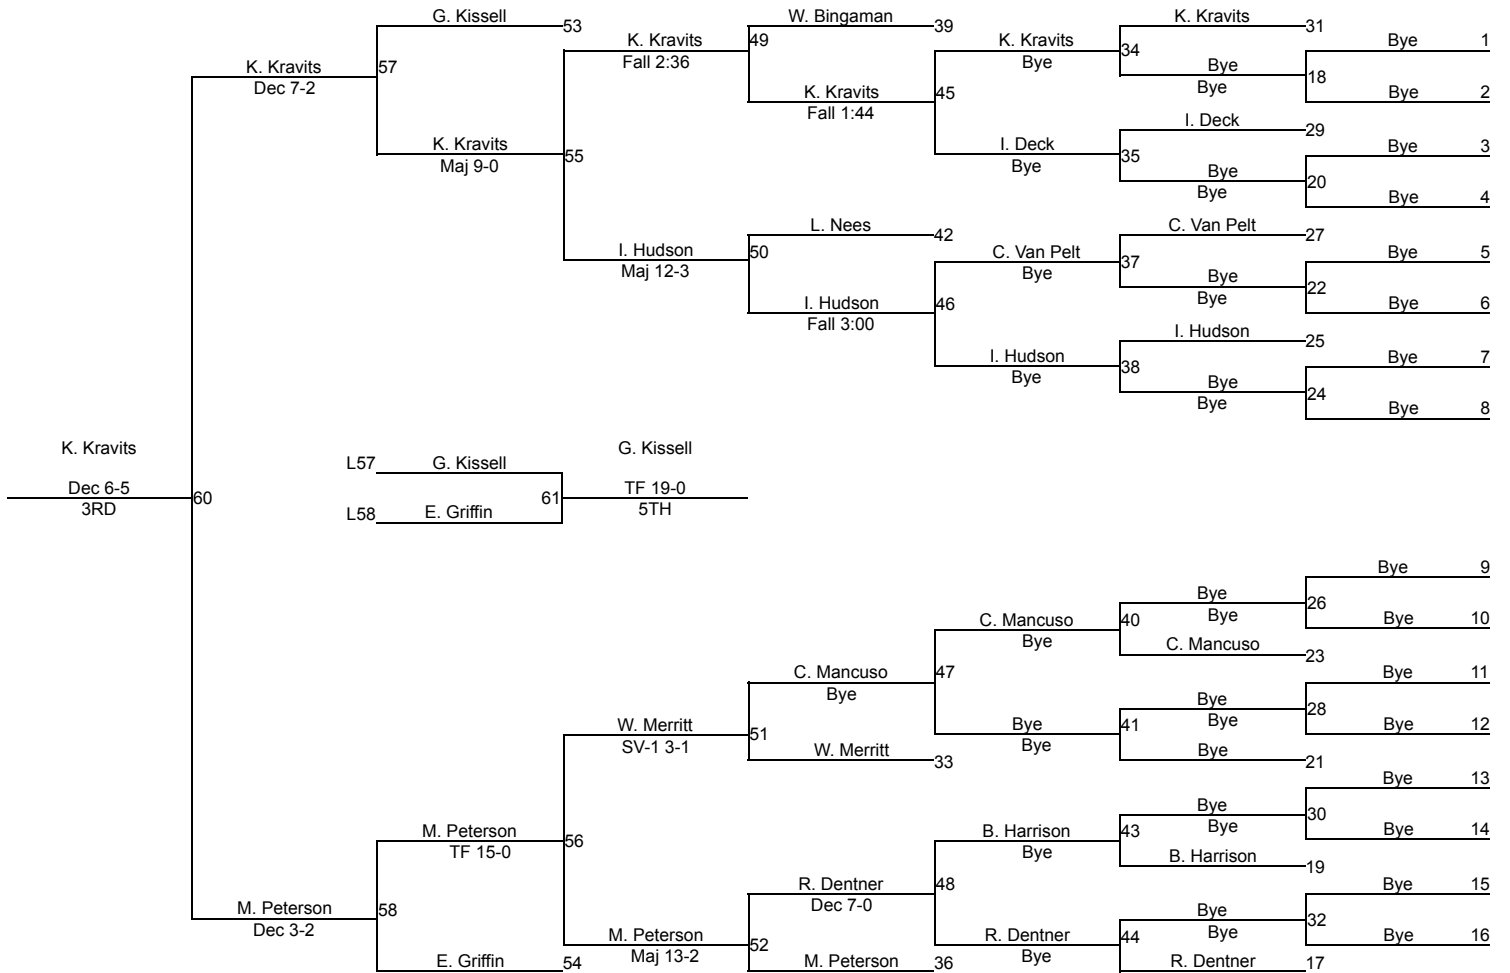 G. Kissell 53 W. Bingaman 39 K. Kravits 31
K. Kravits 49 K. Kravits 34 Bye 1
K. Kravits 57 Fall 2:36 Bye Bye 18
Dec 7-2 K. Kravits 45 Bye Bye 2
Fall 1:44 I. Deck 29
K. Kravits 55 I. Deck 35 Bye 3
Maj 9-0 Bye Bye 20
Bye Bye 4
L. Nees 42 C. Van Pelt 27
I. Hudson 50 C. Van Pelt 37 Bye 5
Maj 12-3 Bye Bye 22
I. Hudson 46 Bye Bye 6
Fall 3:00 I. Hudson 25
I. Hudson 38 Bye 7
Bye Bye 24
Bye Bye 8
K. Kravits G. Kissell
L57 G. Kissell
Dec 6-5 60 61 TF 19-0
3RD L58 E. Griffin 5TH
Bye 9
Bye 26
C. Mancuso 40 Bye Bye 10
Bye C. Mancuso 23
C. Mancuso 47 Bye 11
Bye Bye 28
W. Merritt 51 Bye 41 Bye Bye 12
SV-1 3-1 W. Merritt 33 Bye Bye 21
Bye 13
Bye 30
M. Peterson 56 B. Harrison 43 Bye Bye 14
TF 15-0 Bye B. Harrison 19
R. Dentner 48 Bye 15
M. Peterson 58 Dec 7-0 Bye 32
Dec 3-2 M. Peterson 52 R. Dentner 44 Bye Bye 16
E. Griffin 54 Maj 13-2 M. Peterson 36 Bye R. Dentner 17